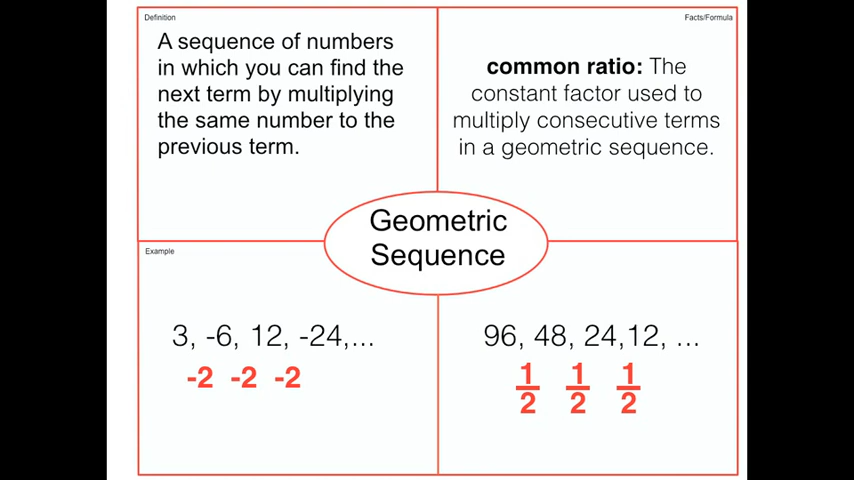 Definition
A sequence of numbers
in which you can find the
next term by multiplying
the same number to the
previous term.
Facts/Formula
common ratio: The
constant factor used to
multiply consecutive terms
in a geometric sequence.
Geometric
Sequence
Example
3, -6, 12, -24,...
-2 -2 -2
96, 48, 24,12, ...
1 1 1
2 2 2